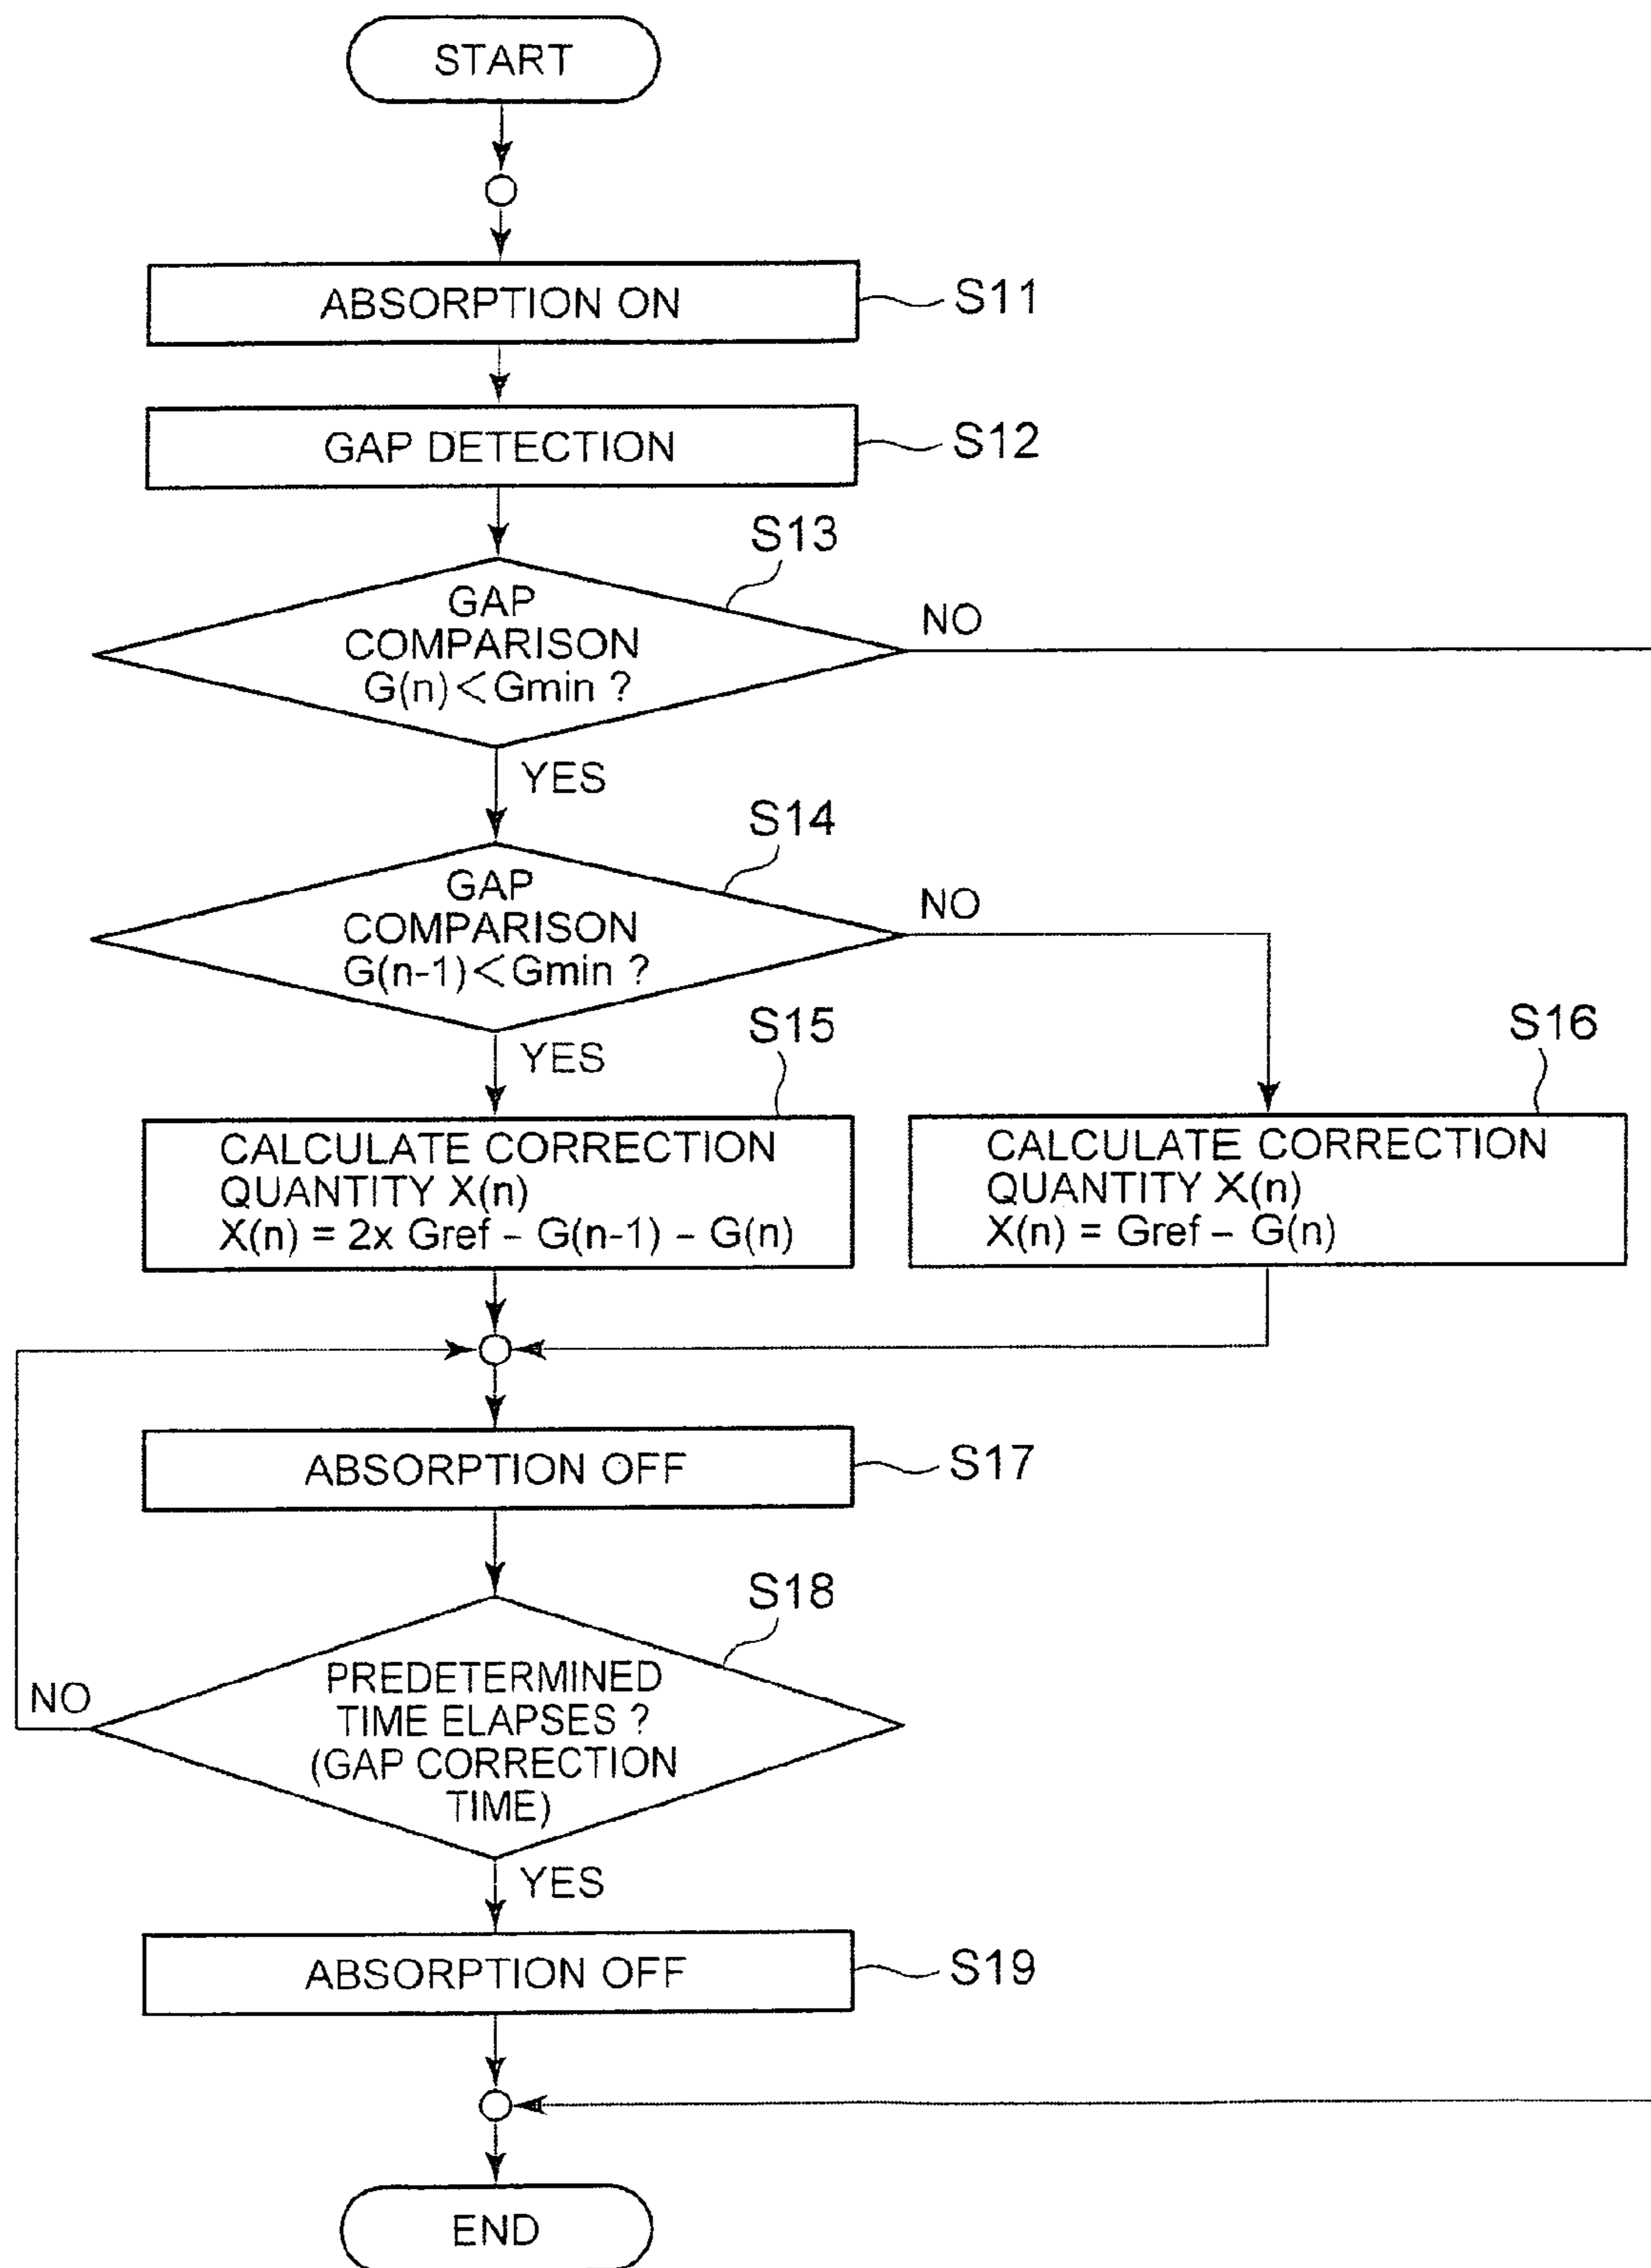 START
ABSORPTION ON
S11
GAP DETECTION
S12
S13
GAP
COMPARISON
G(n)<Gmin ?
NO
YES
S14
GAP
COMPARISON
G(n-1)<Gmin ?
NO
YES
S15
CALCULATE CORRECTION
QUANTITY X(n)
X(n) = 2x Gref – G(n-1) – G(n)
S16
CALCULATE CORRECTION
QUANTITY X(n)
X(n) = Gref – G(n)
ABSORPTION OFF
S17
S18
PREDETERMINED
TIME ELAPSES ?
(GAP CORRECTION
TIME)
NO
YES
ABSORPTION OFF
S19
END